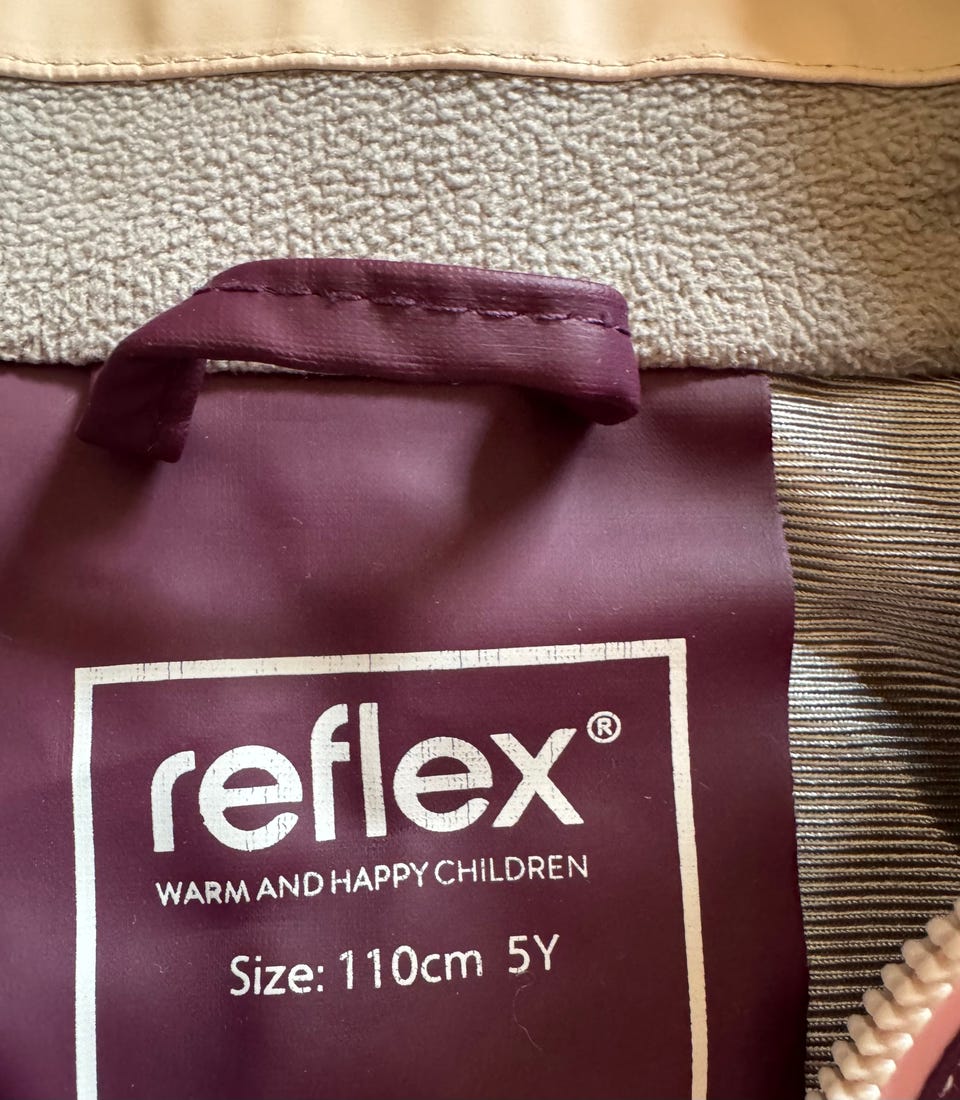 reflex®
WARM AND HAPPY CHILDREN
Size: 110cm 5Y